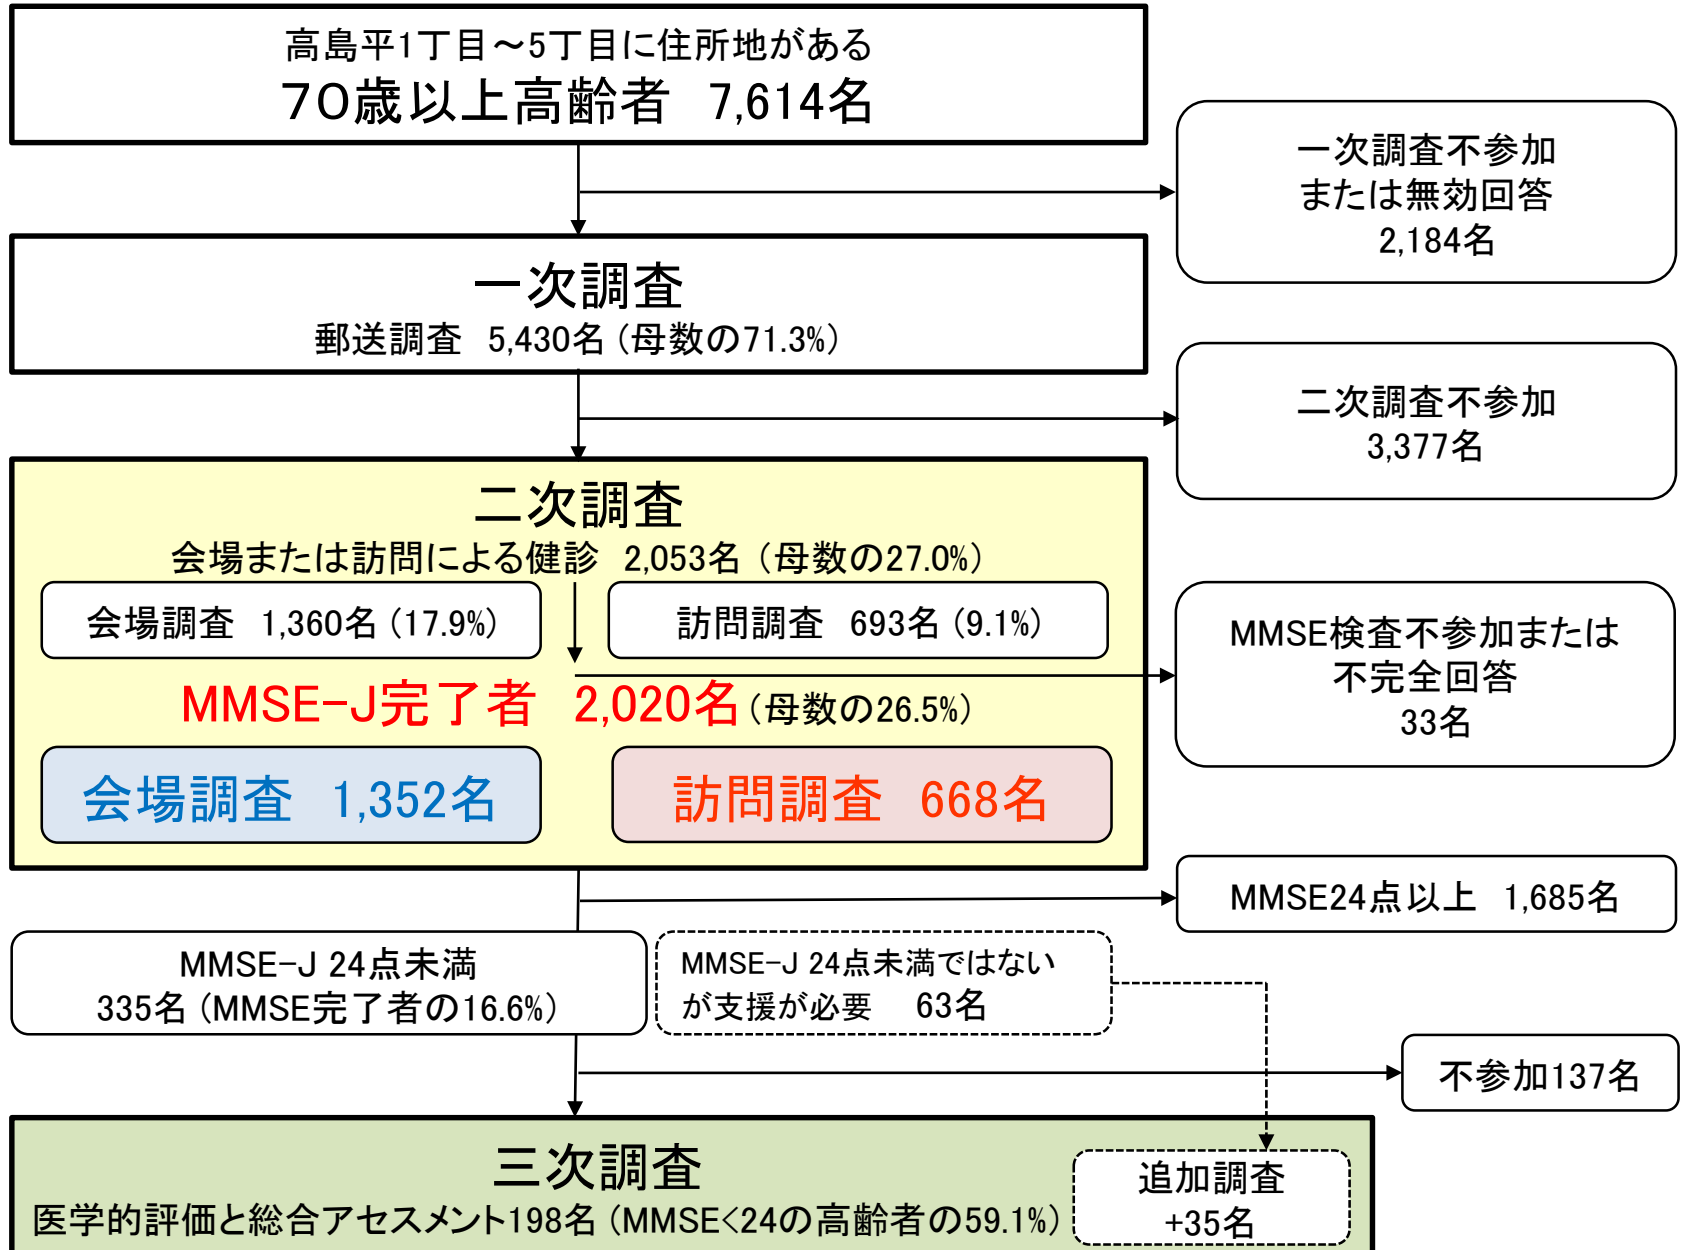 高島平1丁目～5丁目に住所地がある
70歳以上高齢者 7,614名
一次調査不参加
または無効回答
2,184名
一次調査
郵送調査 5,430名(母数の71.3%)
二次調査不参加
3,377名
二次調査
会場または訪問による健診 2,053名(母数の27.0%)
会場調査 1,360名(17.9%)
訪問調査 693名(9.1%)
MMSE検査不参加または
不完全回答
33名
MMSE-J完了者 2,020名(母数の26.5%)
会場調査 1,352名
訪問調査 668名
MMSE24点以上 1,685名
MMSE-J 24点未満
335名(MMSE完了者の16.6%)
MMSE-J 24点未満ではない
が支援が必要 63名
不参加137名
三次調査
医学的評価と総合アセスメント198名(MMSE<24の高齢者の59.1%)
追加調査
+35名